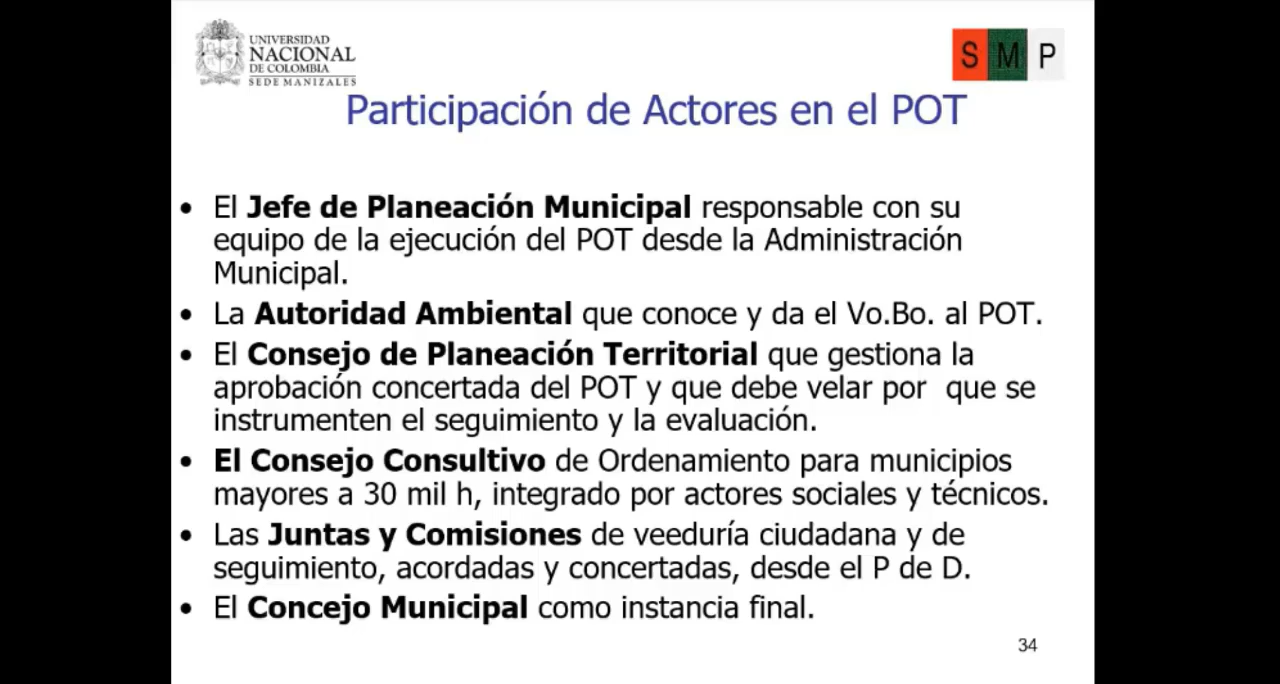 UNIVERSIDAD
NACIONAL
DE COLOMBIA
SEDE MANIZALES
S M P
Participación de Actores en el POT
• El Jefe de Planeación Municipal responsable con su
equipo de la ejecución del POT desde la Administración
Municipal.
• La Autoridad Ambiental que conoce y da el Vo.Bo. al POT.
• El Consejo de Planeación Territorial que gestiona la
aprobación concertada del POT y que debe velar por  que se
instrumenten el seguimiento y la evaluación.
• El Consejo Consultivo de Ordenamiento para municipios
mayores a 30 mil h, integrado por actores sociales y técnicos.
• Las Juntas y Comisiones de veeduría ciudadana y de
seguimiento, acordadas y concertadas, desde el P de D.
• El Concejo Municipal como instancia final.
34